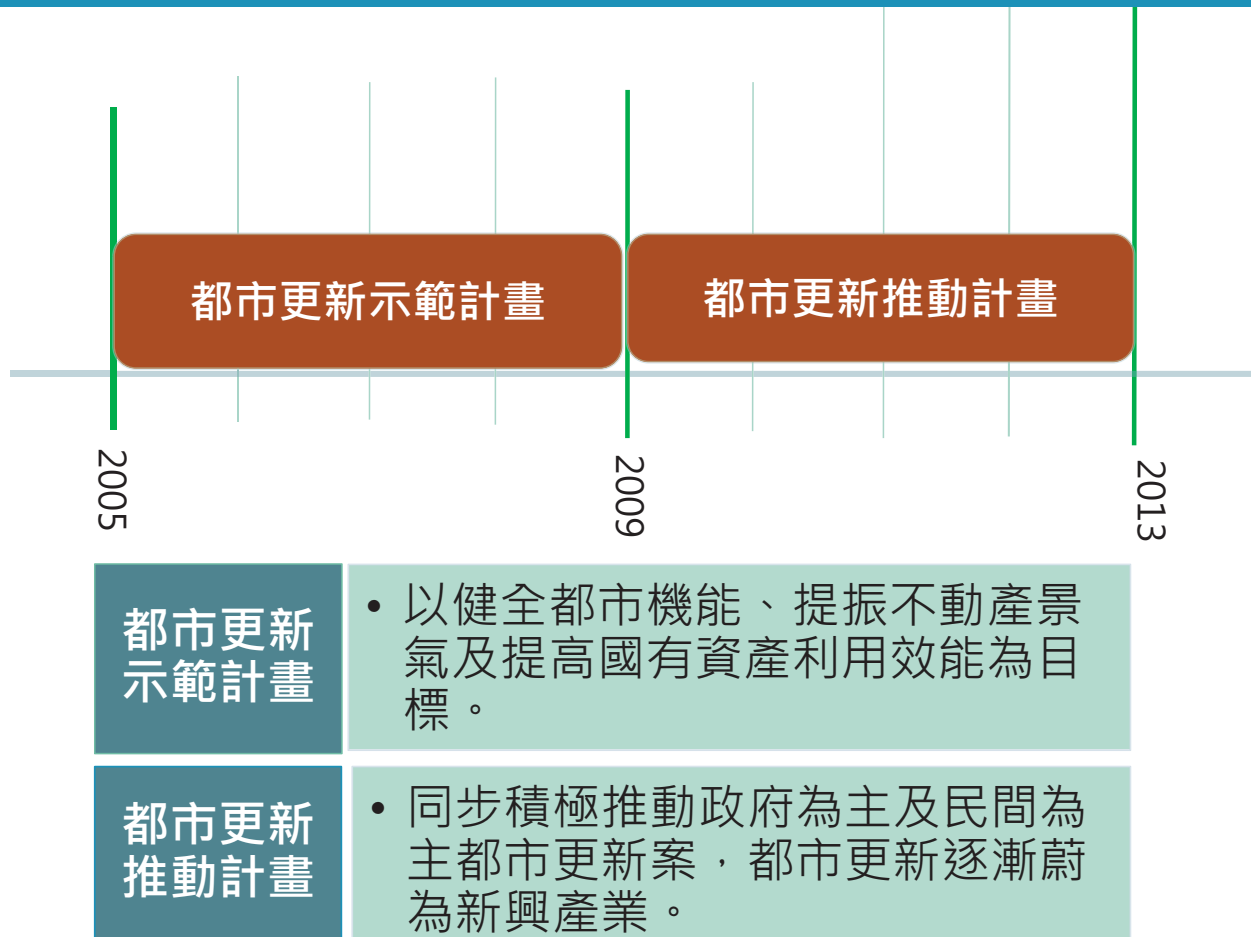 都市更新示範計畫
都市更新推動計畫
2005
2009
2013
都市更新
示範計畫
• 以健全都市機能、提振不動產景
氣及提高國有資產利用效能為目
標。
都市更新
推動計畫
• 同步積極推動政府為主及民間為
主都市更新案，都市更新逐漸蔚
為新興產業。